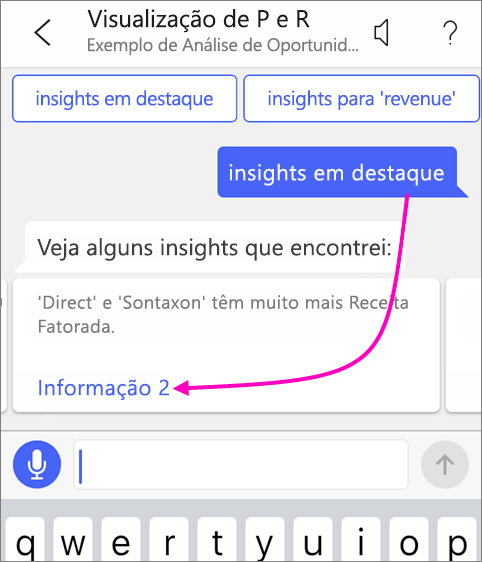 Visualização de P e R
Exemplo de Análise de Oportunid...
?
insights em destaque
insights para 'revenue'
insights em destaque
Veja alguns insights que encontrei:
'Direct' e 'Sontaxon' têm muito mais Receita
Fatorada.
Informação 2
q w e r t y u i o p